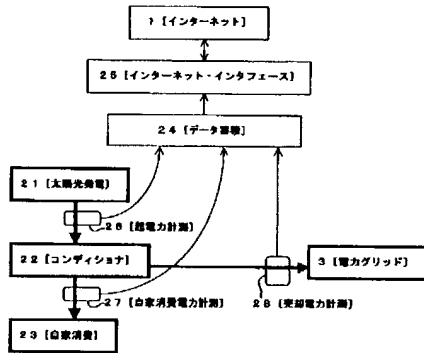 1 [インターネット]
25 [インターネット・インタフェース]
24 [データ蓄積]
21 [太陽光発電]
26 [総電力計測]
22 [コンディショナ]
3 [電力グリッド]
27 [自家消費電力計測]
28 [売却電力計測]
23 [自家消費]